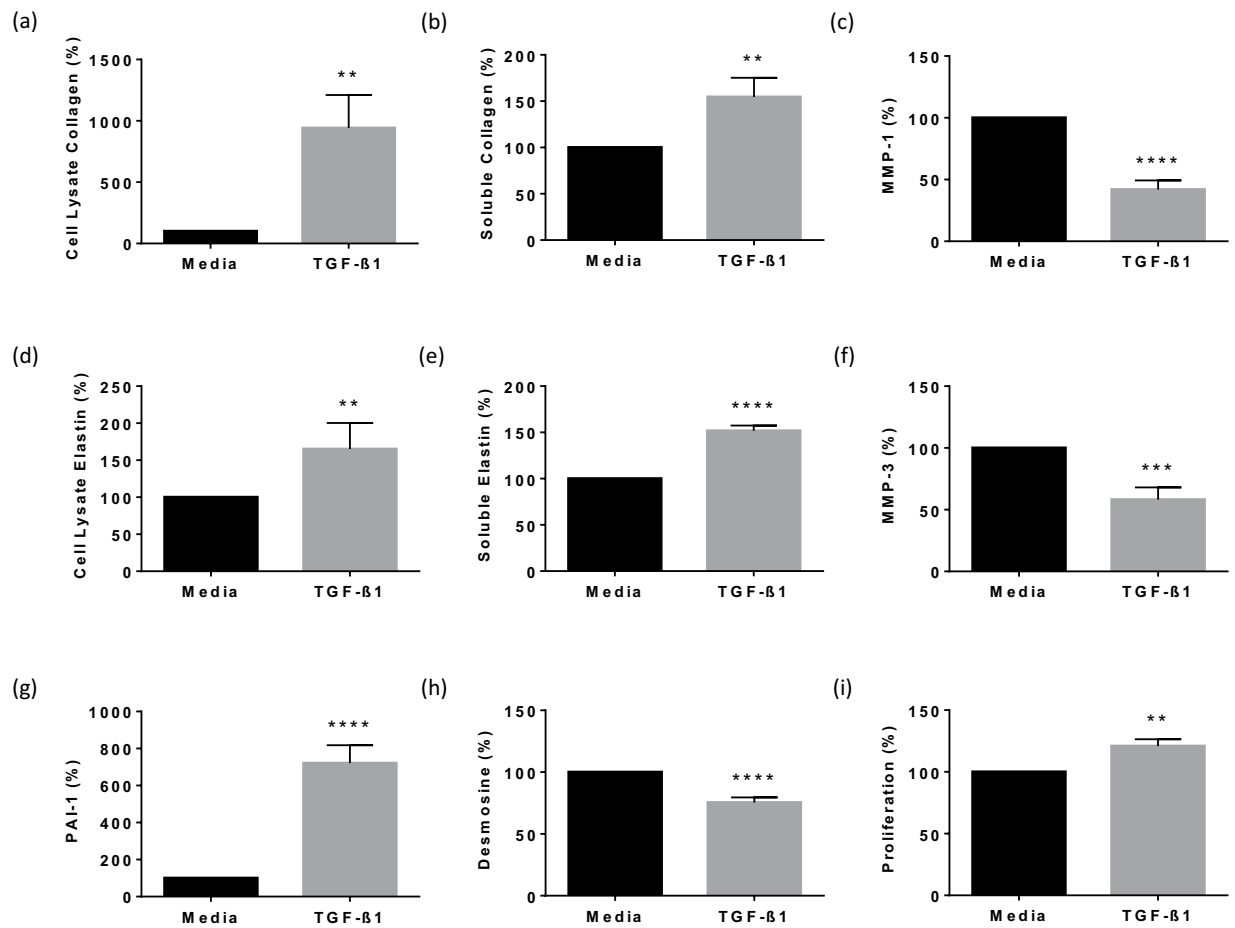 (a)
Cell Lysate Collagen (%)
1500
1000
500
0
**
Media
TGF-ß1
(b)
Soluble Collagen (%)
200
150
100
50
0
**
Media
TGF-ß1
(c)
MMP-1 (%)
150
100
50
0
****
Media
TGF-ß1
(d)
Cell Lysate Elastin (%)
250
200
150
100
50
0
**
Media
TGF-ß1
(e)
Soluble Elastin (%)
200
150
100
50
0
****
Media
TGF-ß1
(f)
MMP-3 (%)
150
100
50
0
***
Media
TGF-ß1
(g)
PAI-1 (%)
1000
800
600
400
200
0
****
Media
TGF-ß1
(h)
Desmosine (%)
150
100
50
0
****
Media
TGF-ß1
(i)
Proliferation (%)
150
100
50
0
**
Media
TGF-ß1